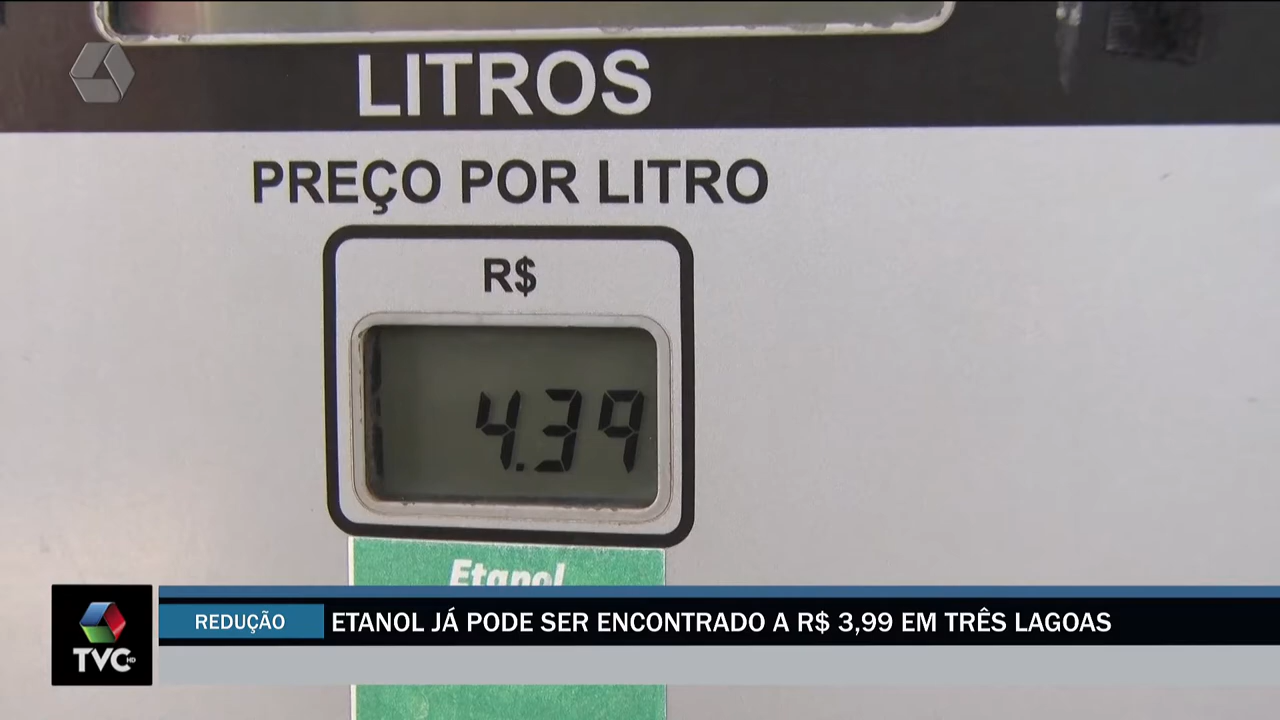 LITROS
PREÇO POR LITRO
R$
4.39
Etanol
REDUÇÃO
ETANOL JÁ PODE SER ENCONTRADO A R$ 3,99 EM TRÊS LAGOAS
TVC HD